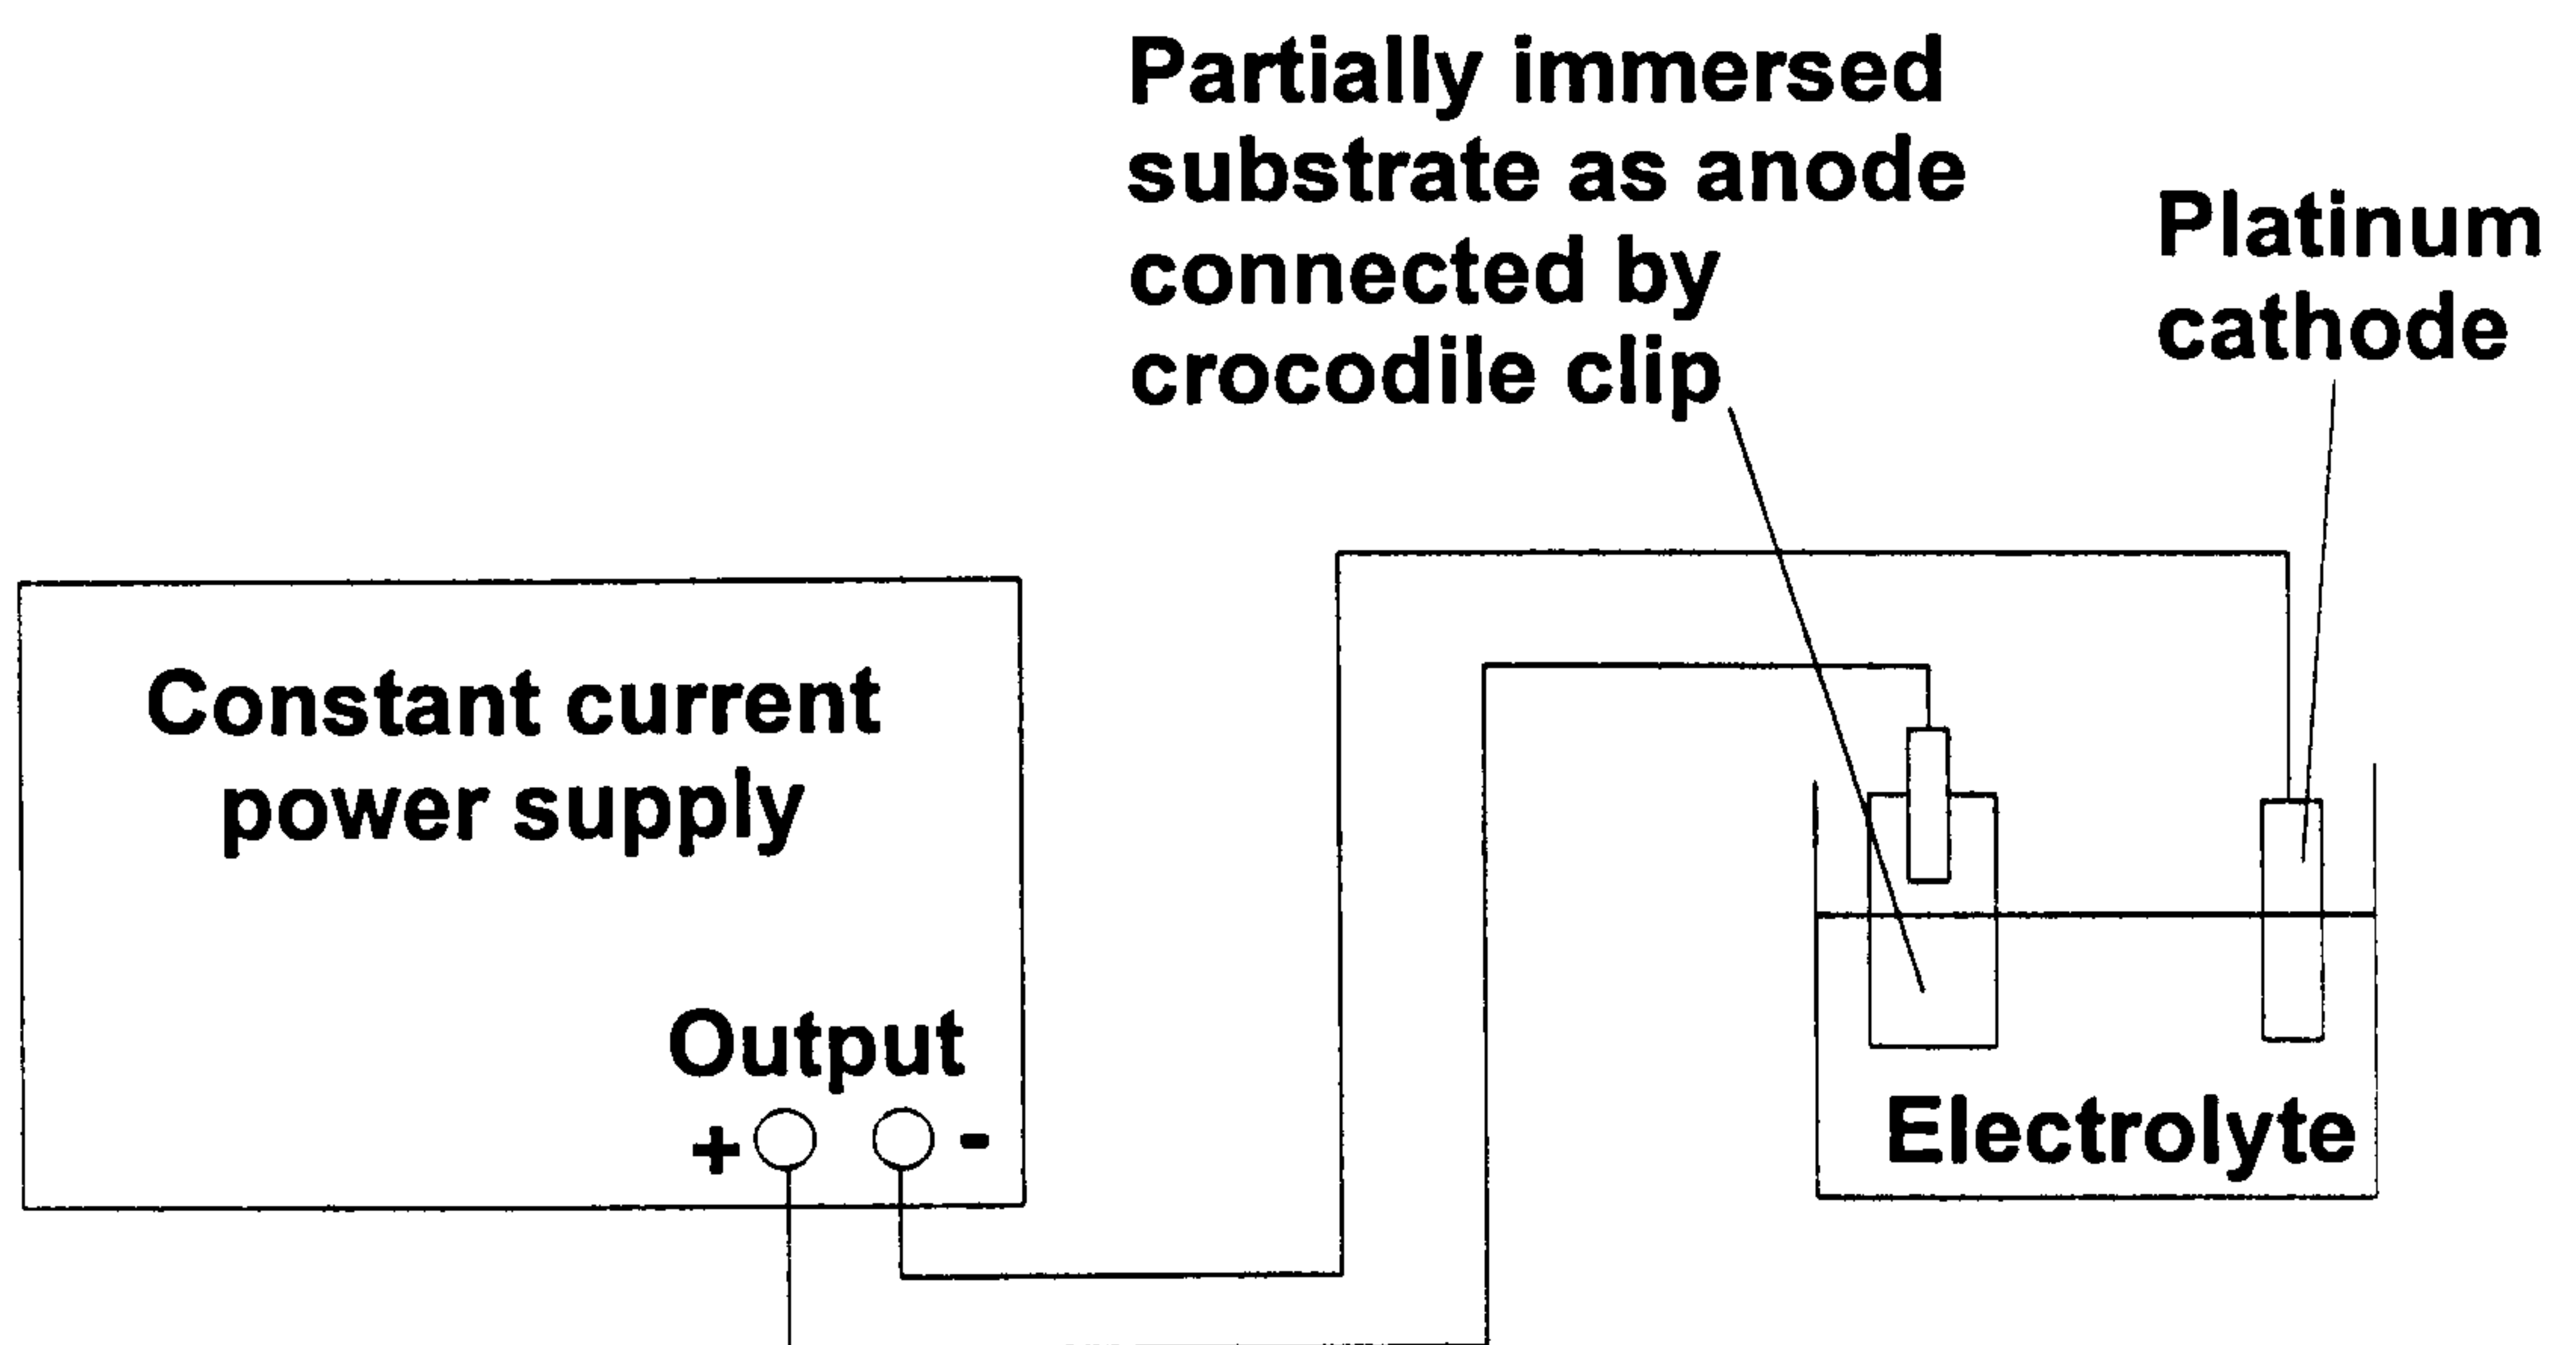 Partially immersed
substrate as anode
connected by
crocodile clip
Platinum
cathode
Constant current
power supply
Output
+ -
Electrolyte